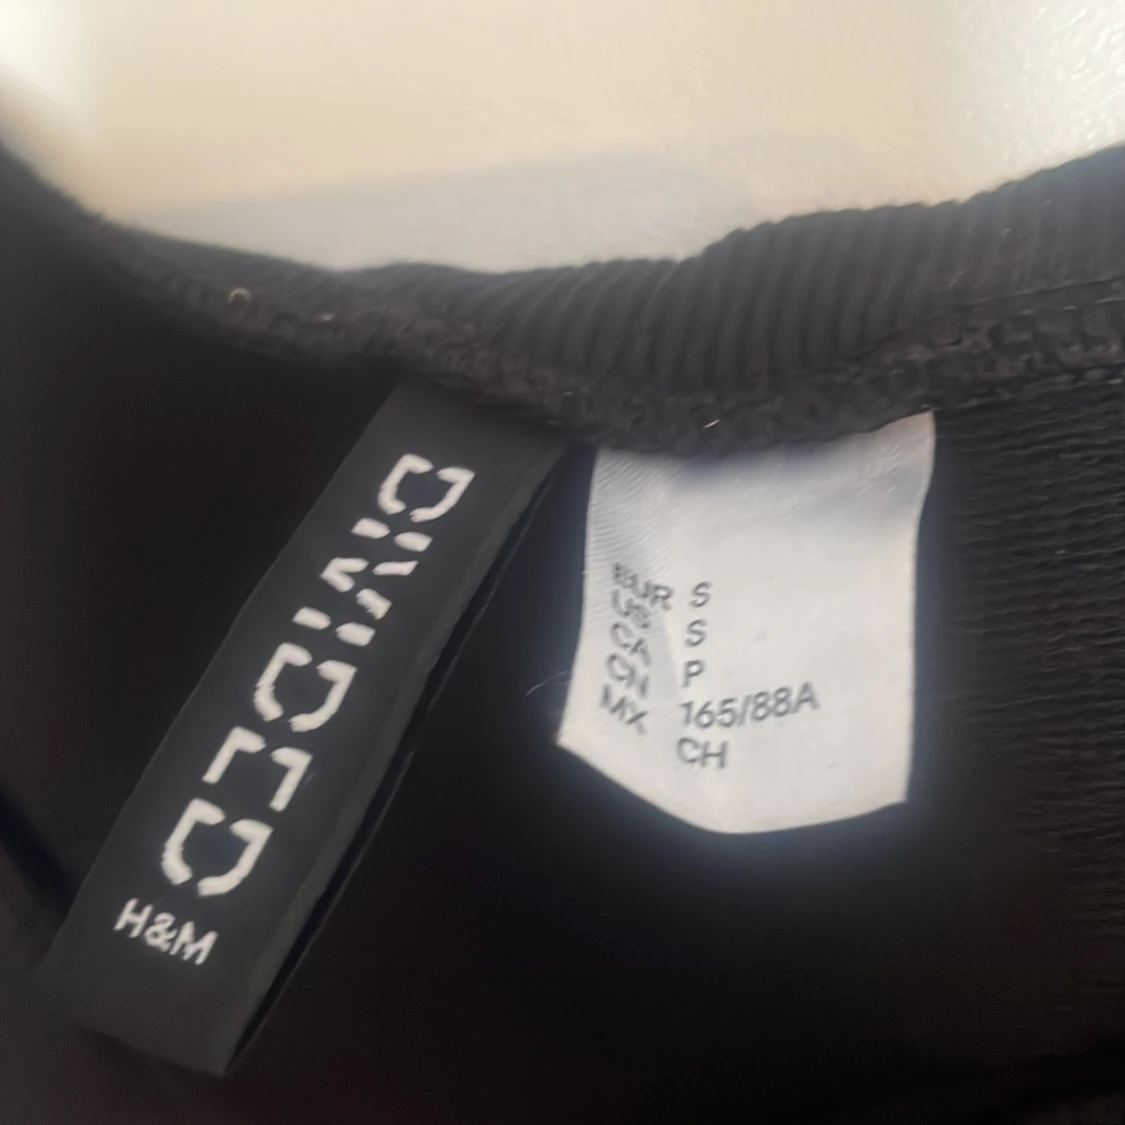 DIVIDED
H&M
EUR S
US S
CA P
CN 165/88A
MX CH